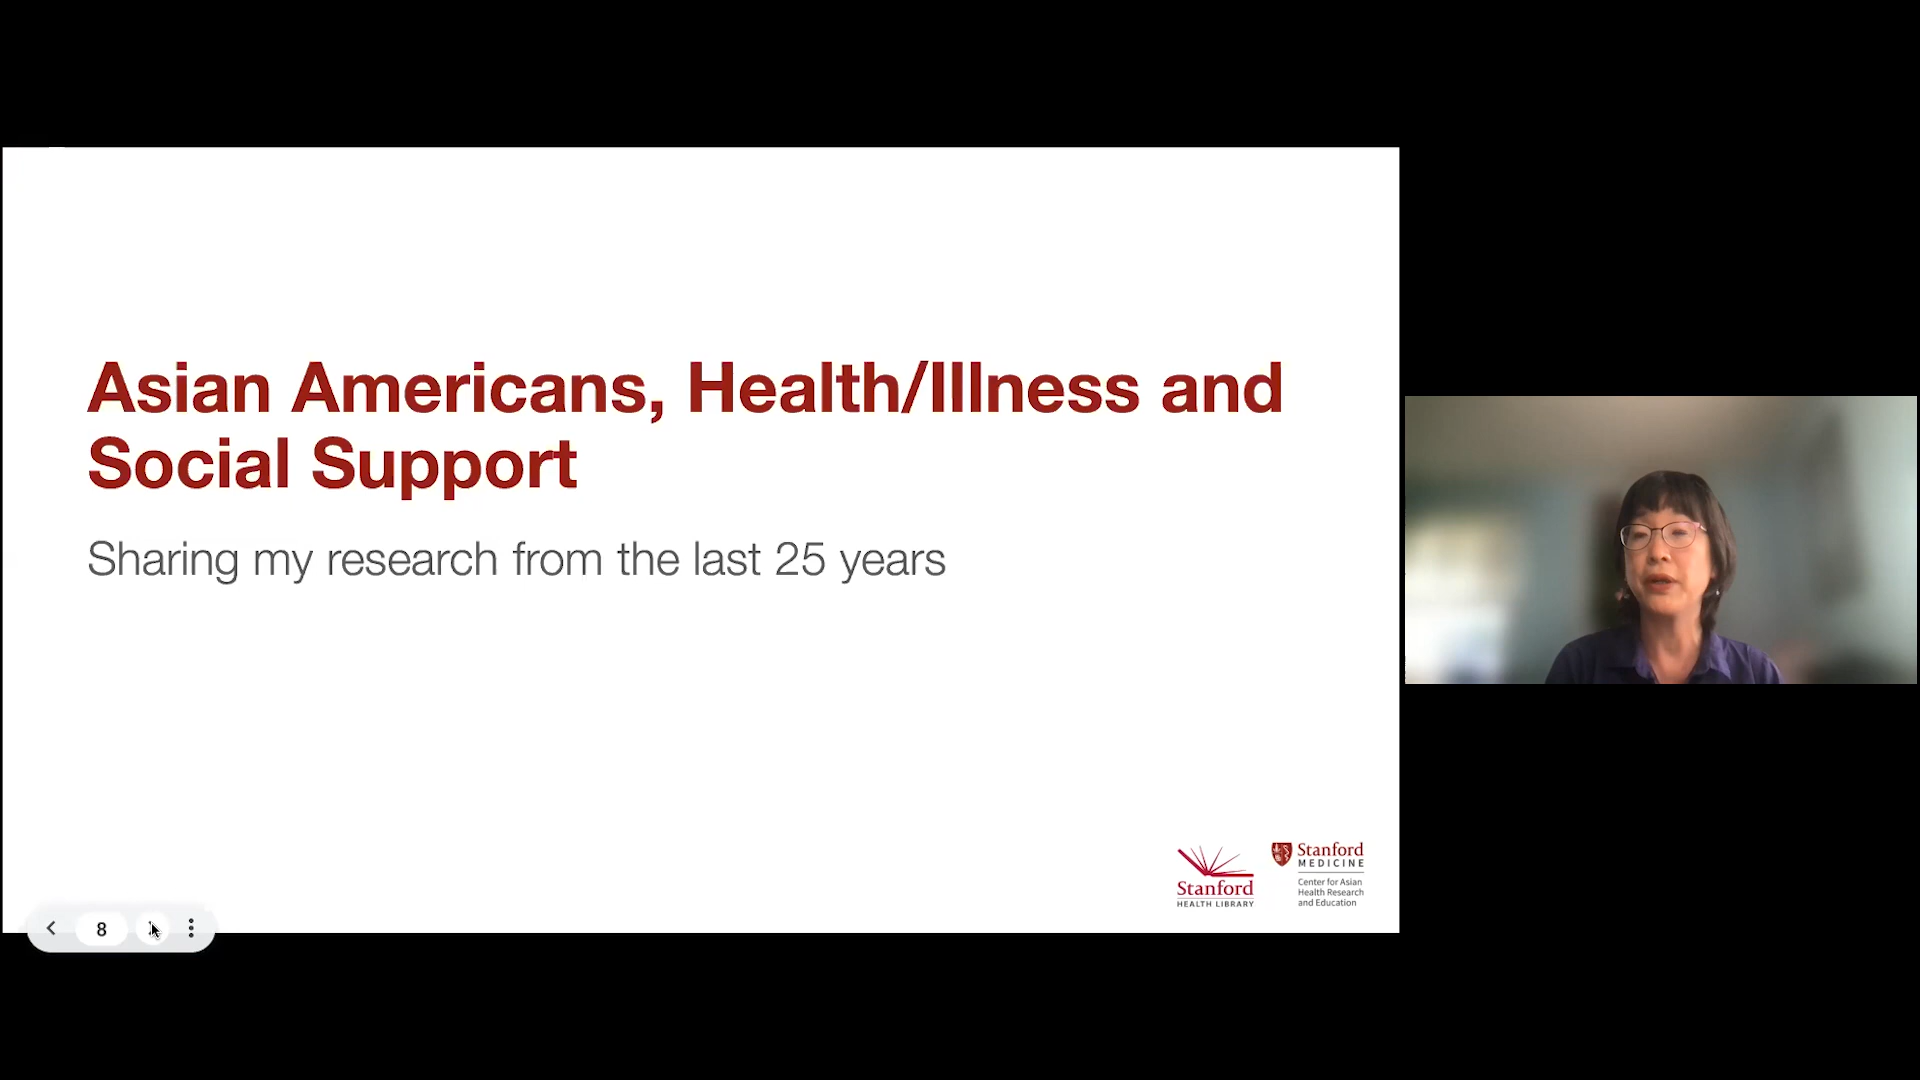 Asian Americans, Health/Illness and
Social Support
Sharing my research from the last 25 years
Stanford
HEALTH LIBRARY
Stanford
MEDICINE
Center for Asian
Health Research
and Education
8